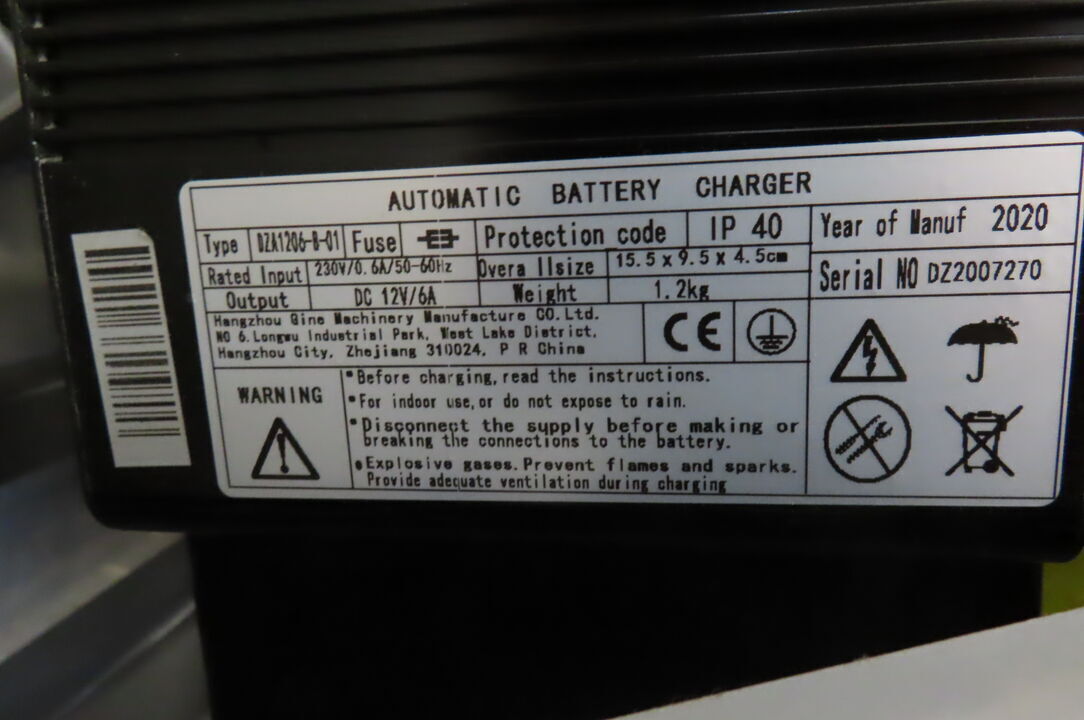 AUTOMATIC BATTERY CHARGER
Type DZA1206-B-01 Fuse Protection code IP 40
Rated Input 230V/0.6A/50-60Hz Overa llsize 15.5 x 9.5 x 4.5cm
Output DC 12V/6A Weight 1.2kg
Year of Manuf 2020
Serial NO DZ2007270
Hangzhou Qine Machinery Manufacture CO.Ltd.
NO 6.Longwu Industrial Park, West Lake District,
Hangzhou City, Zhejiang 310024, P R China
CE
WARNING
•Before charging,read the instructions.
•For indoor use,or do not expose to rain.
•Disconnect the supply before making or
breaking the connections to the battery.
•Explosive gases.Prevent flames and sparks.
Provide adequate ventilation during charging